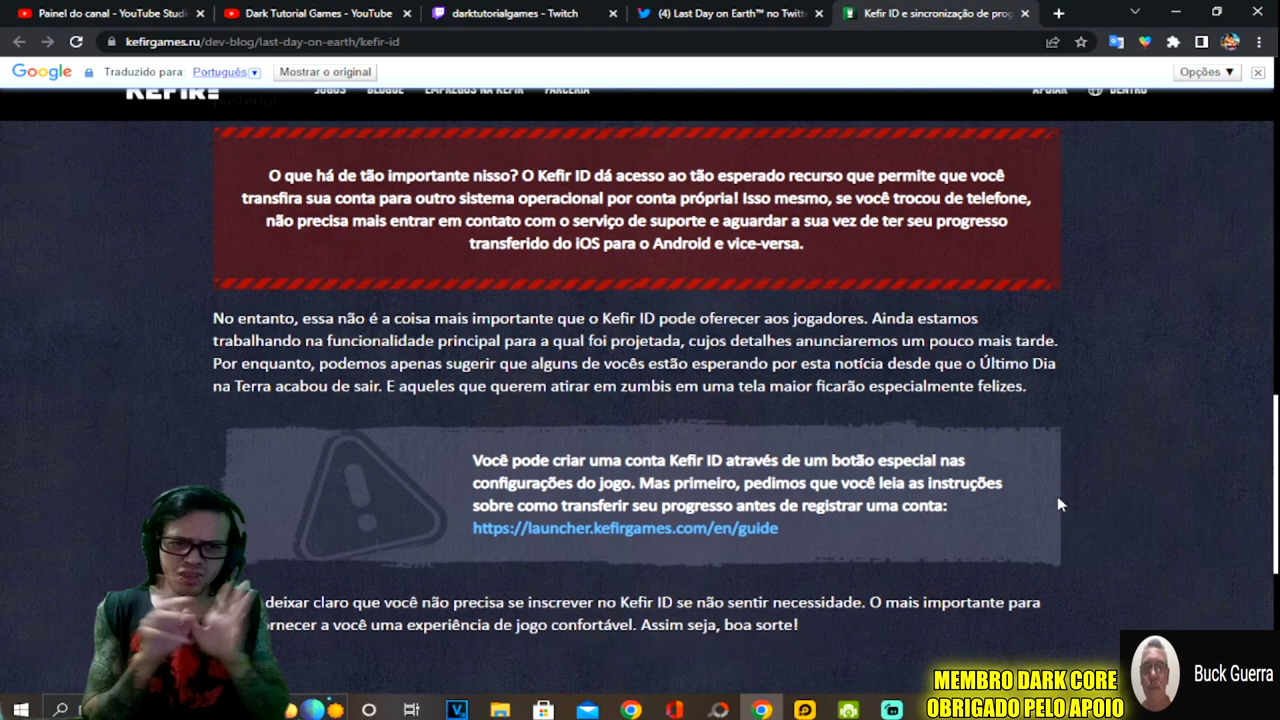 Painel do canal - YouTube Studi
Dark Tutorial Games - YouTube
darktutorialgames - Twitch
(4) Last Day on Earth™ no Twitt
Kefir ID e sincronização de prog
kefirgames.ru/dev-blog/last-day-on-earth/kefir-id
Google Traduzido para: Português Mostrar o original Opções ▼
KEFIR! JOGOS BLOGUE EMPREGOS NA KEFIR PARCERIA APOIAR DENTRO
posterior.
O que há de tão importante nisso? O Kefir ID dá acesso ao tão esperado recurso que permite que você
transfira sua conta para outro sistema operacional por conta própria! Isso mesmo, se você trocou de telefone,
não precisa mais entrar em contato com o serviço de suporte e aguardar a sua vez de ter seu progresso
transferido do iOS para o Android e vice-versa.
No entanto, essa não é a coisa mais importante que o Kefir ID pode oferecer aos jogadores. Ainda estamos
trabalhando na funcionalidade principal para a qual foi projetada, cujos detalhes anunciaremos um pouco mais tarde.
Por enquanto, podemos apenas sugerir que alguns de vocês estão esperando por esta notícia desde que o Último Dia
na Terra acabou de sair. E aqueles que querem atirar em zumbis em uma tela maior ficarão especialmente felizes.
Você pode criar uma conta Kefir ID através de um botão especial nas
configurações do jogo. Mas primeiro, pedimos que você leia as instruções
sobre como transferir seu progresso antes de registrar uma conta:
https://launcher.kefirgames.com/en/guide
deixar claro que você não precisa se inscrever no Kefir ID se não sentir necessidade. O mais importante para
ornecer a você uma experiência de jogo confortável. Assim seja, boa sorte!
Buck Guerra
MEMBRO DARK CORE
OBRIGADO PELO APOIO